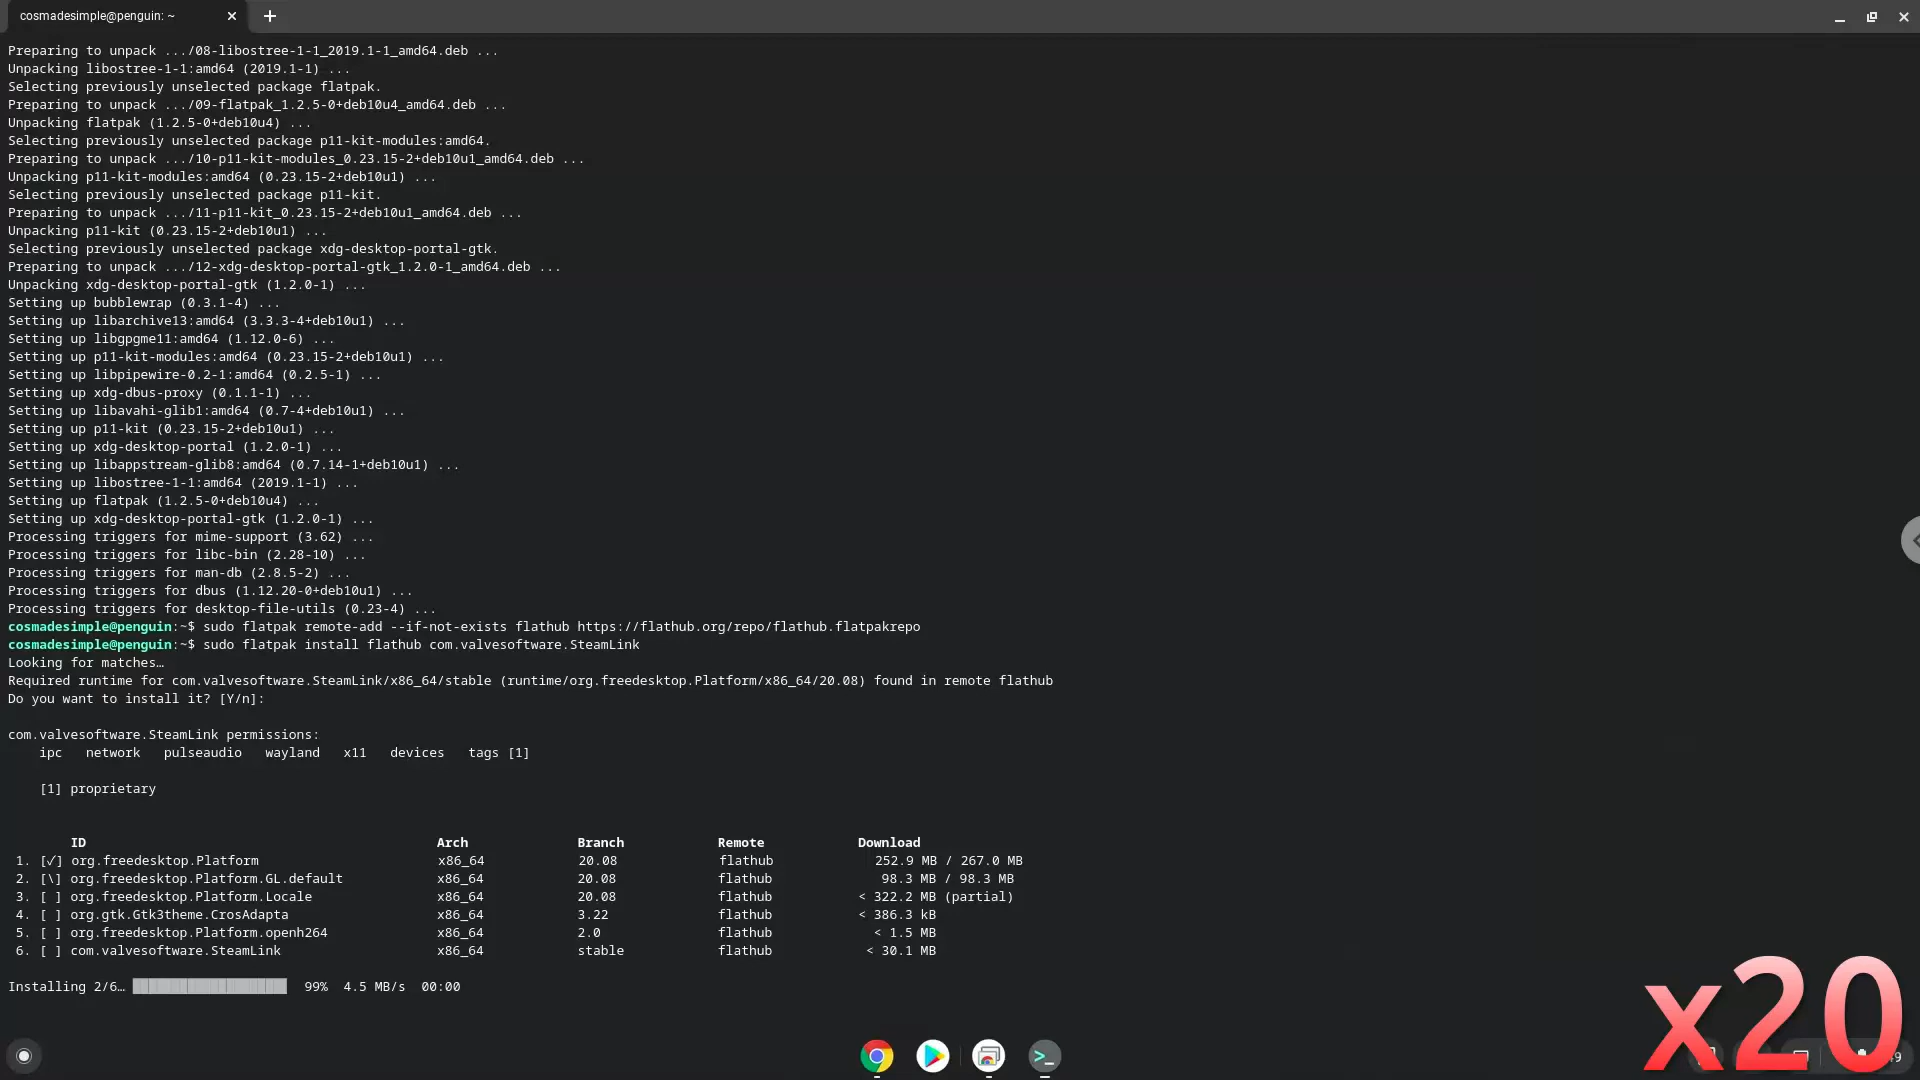 cosmadesimple@penguin: ~
Preparing to unpack .../08-libostree-1-1_2019.1-1_amd64.deb ...
Unpacking libostree-1-1:amd64 (2019.1-1) ...
Selecting previously unselected package flatpak.
Preparing to unpack .../09-flatpak_1.2.5-0+deb10u4_amd64.deb ...
Unpacking flatpak (1.2.5-0+deb10u4) ...
Selecting previously unselected package p11-kit-modules:amd64.
Preparing to unpack .../10-p11-kit-modules_0.23.15-2+deb10u1_amd64.deb ...
Unpacking p11-kit-modules:amd64 (0.23.15-2+deb10u1) ...
Selecting previously unselected package p11-kit.
Preparing to unpack .../11-p11-kit_0.23.15-2+deb10u1_amd64.deb ...
Unpacking p11-kit (0.23.15-2+deb10u1) ...
Selecting previously unselected package xdg-desktop-portal-gtk.
Preparing to unpack .../12-xdg-desktop-portal-gtk_1.2.0-1_amd64.deb ...
Unpacking xdg-desktop-portal-gtk (1.2.0-1) ...
Setting up bubblewrap (0.3.1-4) ...
Setting up libarchive13:amd64 (3.3.3-4+deb10u1) ...
Setting up libgpgme11:amd64 (1.12.0-6) ...
Setting up p11-kit-modules:amd64 (0.23.15-2+deb10u1) ...
Setting up libpipewire-0.2-1:amd64 (0.2.5-1) ...
Setting up xdg-dbus-proxy (0.1.1-1) ...
Setting up libavahi-glib1:amd64 (0.7-4+deb10u1) ...
Setting up p11-kit (0.23.15-2+deb10u1) ...
Setting up xdg-desktop-portal (1.2.0-1) ...
Setting up libappstream-glib8:amd64 (0.7.14-1+deb10u1) ...
Setting up libostree-1-1:amd64 (2019.1-1) ...
Setting up flatpak (1.2.5-0+deb10u4) ...
Setting up xdg-desktop-portal-gtk (1.2.0-1) ...
Processing triggers for mime-support (3.62) ...
Processing triggers for libc-bin (2.28-10) ...
Processing triggers for man-db (2.8.5-2) ...
Processing triggers for dbus (1.12.20-0+deb10u1) ...
Processing triggers for desktop-file-utils (0.23-4) ...
cosmadesimple@penguin:~$ sudo flatpak remote-add --if-not-exists flathub https://flathub.org/repo/flathub.flatpakrepo
cosmadesimple@penguin:~$ sudo flatpak install flathub com.valvesoftware.SteamLink
Looking for matches…
Required runtime for com.valvesoftware.SteamLink/x86_64/stable (runtime/org.freedesktop.Platform/x86_64/20.08) found in remote flathub
Do you want to install it? [Y/n]:
com.valvesoftware.SteamLink permissions:
ipc network pulseaudio wayland x11 devices tags [1]
[1] proprietary
ID Arch Branch Remote Download
1. [✓] org.freedesktop.Platform x86_64 20.08 flathub 252.9 MB / 267.0 MB
2. [\] org.freedesktop.Platform.GL.default x86_64 20.08 flathub 98.3 MB / 98.3 MB
3. [ ] org.freedesktop.Platform.Locale x86_64 20.08 flathub < 322.2 MB (partial)
4. [ ] org.gtk.Gtk3theme.CrosAdapta x86_64 3.22 flathub < 386.3 kB
5. [ ] org.freedesktop.Platform.openh264 x86_64 2.0 flathub < 1.5 MB
6. [ ] com.valvesoftware.SteamLink x86_64 stable flathub < 30.1 MB
Installing 2/6… 99% 4.5 MB/s 00:00
x20